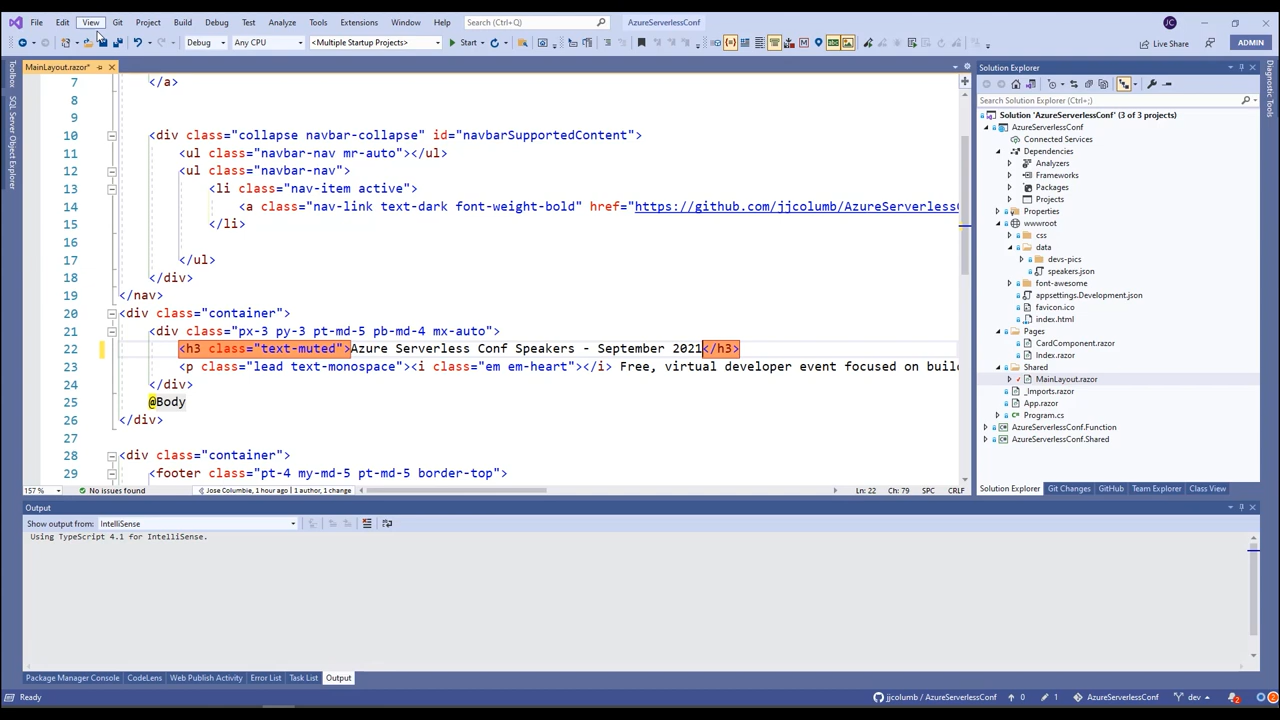 File Edit View Git Project Build Debug Test Analyze Tools Extensions Window Help Search (Ctrl+Q) AzureServerlessConf JC
Debug Any CPU <Multiple Startup Projects> Start Live Share ADMIN
MainLayout.razor*
Toolbox
SQL Server Object Explorer
7 </a>
8
9
10 <div class="collapse navbar-collapse" id="navbarSupportedContent">
11 <ul class="navbar-nav mr-auto"></ul>
12 <ul class="navbar-nav">
13 <li class="nav-item active">
14 <a class="nav-link text-dark font-weight-bold" href="https://github.com/jjcolumb/AzureServerlessC
15 </li>
16
17 </ul>
18 </div>
19 </nav>
20 <div class="container">
21 <div class="px-3 py-3 pt-md-5 pb-md-4 mx-auto">
22 <h3 class="text-muted">Azure Serverless Conf Speakers - September 2021</h3>
23 <p class="lead text-monospace"><i class="em em-heart"></i> Free, virtual developer event focused on buil
24 </div>
25 @Body
26 </div>
27
28 <div class="container">
29 <footer class="pt-4 my-md-5 pt-md-5 border-top">
157 % No issues found Jose Columbie, 1 hour ago | 1 author, 1 change Ln: 22 Ch: 79 SPC CRLF
Solution Explorer
Search Solution Explorer (Ctrl+;)
Solution 'AzureServerlessConf' (3 of 3 projects)
AzureServerlessConf
Connected Services
Dependencies
Analyzers
Frameworks
Packages
Projects
Properties
wwwroot
css
data
devs-pics
speakers.json
font-awesome
appsettings.Development.json
favicon.ico
index.html
Pages
CardComponent.razor
Index.razor
Shared
MainLayout.razor
_Imports.razor
App.razor
Program.cs
AzureServerlessConf.Function
AzureServerlessConf.Shared
Solution Explorer Git Changes GitHub Team Explorer Class View
Diagnostic Tools
Output
Show output from: IntelliSense
Using TypeScript 4.1 for IntelliSense.
Package Manager Console CodeLens Web Publish Activity Error List Task List Output
Ready jjcolumb / AzureServerlessConf 0 1 AzureServerlessConf dev 2 2